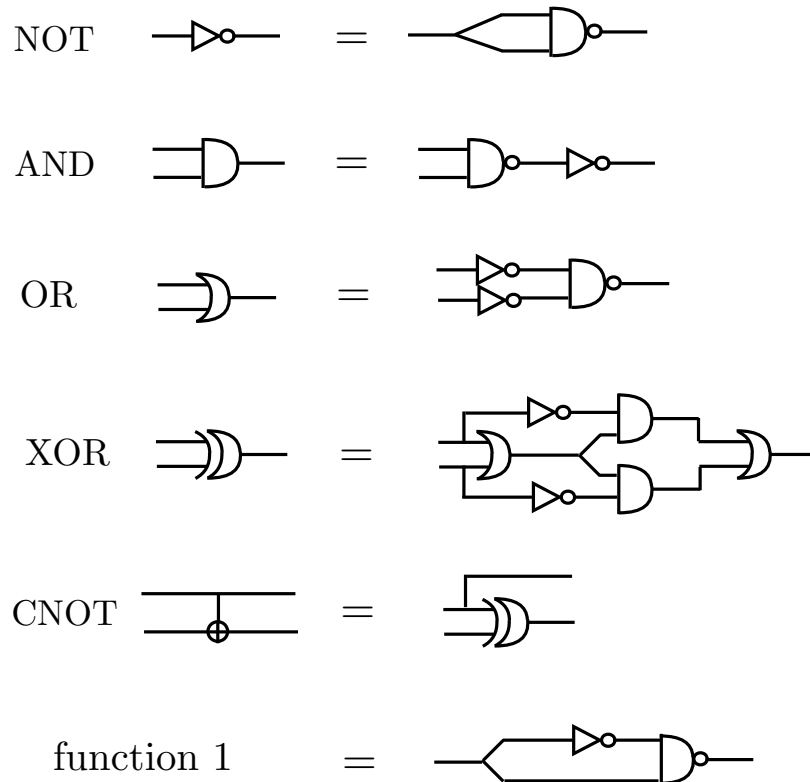 NOT =
AND =
OR =
XOR =
CNOT =
function 1 =